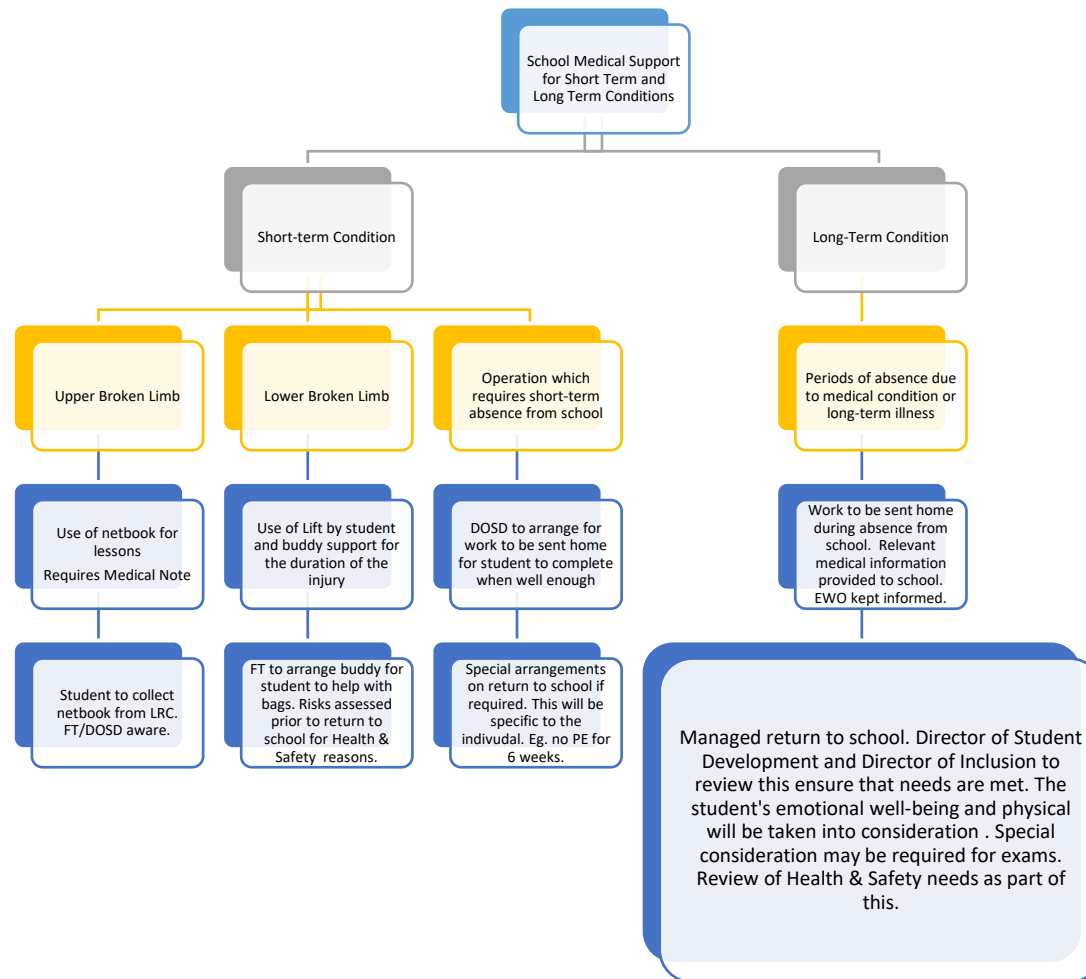 School Medical Support
for Short Term and
Long Term Conditions
Short-term Condition
Long-Term Condition
Upper Broken Limb
Lower Broken Limb
Operation which
requires short-term
absence from school
Periods of absence due
to medical condition or
long-term illness
Use of netbook for
lessons
Requires Medical Note
Use of Lift by student
and buddy support for
the duration of the
injury
DOSD to arrange for
work to be sent home
for student to complete
when well enough
Work to be sent home
during absence from
school.  Relevant
medical information
provided to school.
EWO kept informed.
Student to collect
netbook from LRC.
FT/DOSD aware.
FT to arrange buddy for
student to help with
bags. Risks assessed
prior to return to
school for Health &
Safety  reasons.
Special arrangements
on return to school if
required. This will be
specific to the
indivudal. Eg. no PE for
6 weeks.
Managed return to school. Director of Student
Development and Director of Inclusion to
review this ensure that needs are met. The
student's emotional well-being and physical
will be taken into consideration . Special
consideration may be required for exams.
Review of Health & Safety needs as part of
this.